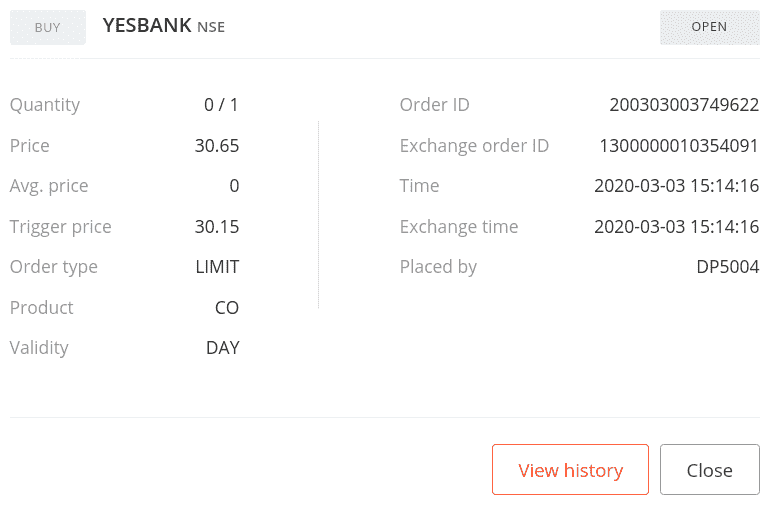 BUY YESBANK NSE OPEN
Quantity 0 / 1
Price 30.65
Avg. price 0
Trigger price 30.15
Order type LIMIT
Product CO
Validity DAY
Order ID 200303003749622
Exchange order ID 1300000010354091
Time 2020-03-03 15:14:16
Exchange time 2020-03-03 15:14:16
Placed by DP5004
View history Close